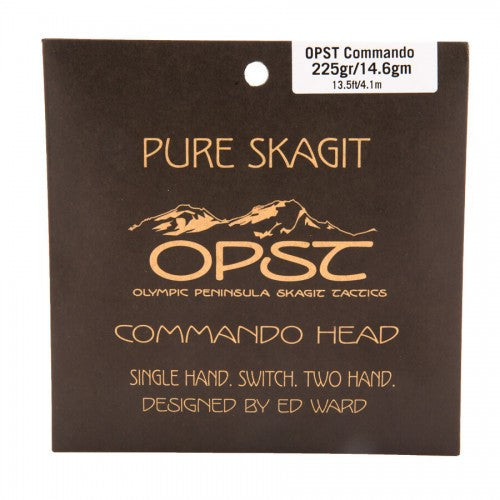 OPST Commando
225gr/14.6gm
13.5ft/4.1m
PURE SKAGIT
OPST
OLYMPIC PENINSULA SKAGIT TACTICS
COMMANDO HEAD
SINGLE HAND. SWITCH. TWO HAND.
DESIGNED BY ED WARD